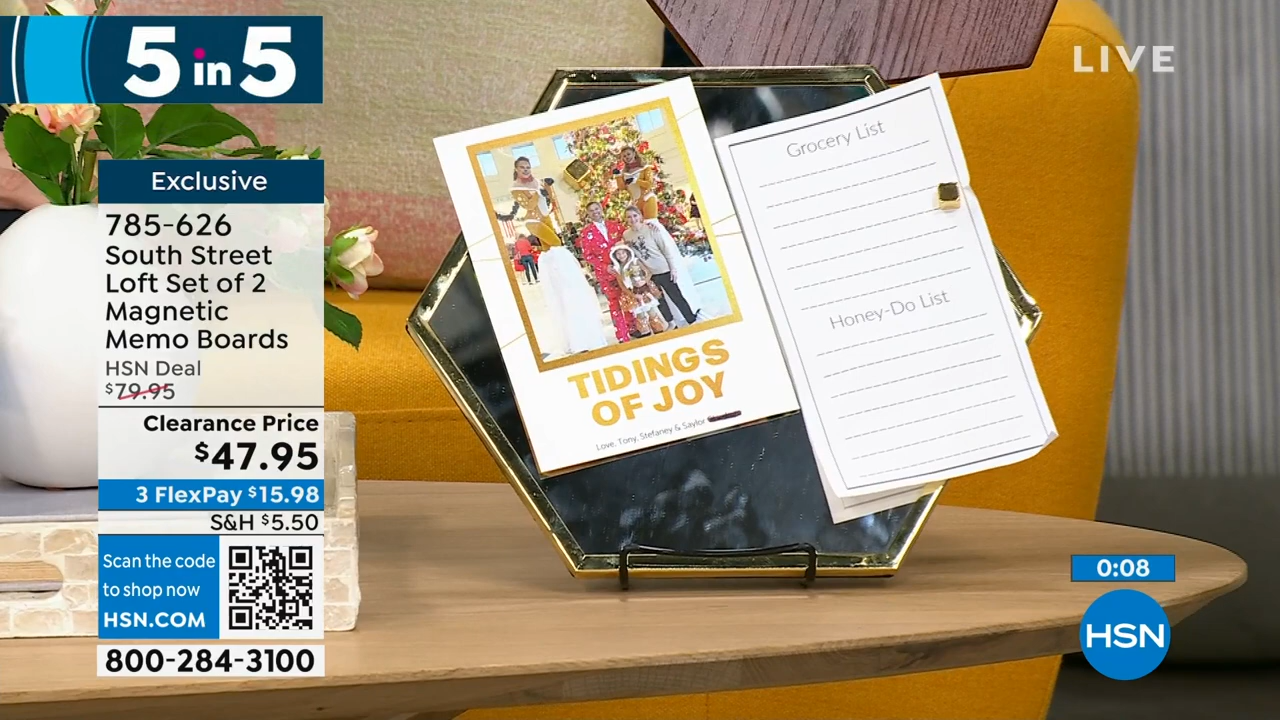 5 in 5
LIVE
Exclusive
785-626
South Street
Loft Set of 2
Magnetic
Memo Boards
HSN Deal
$79.95
Clearance Price
$47.95
3 FlexPay $15.98
S&H $5.50
Scan the code
to shop now
HSN.COM
800-284-3100
TIDINGS
OF JOY
Love, Tony, Stefaney & Saylor
Grocery List
Honey-Do List
0:08
HSN